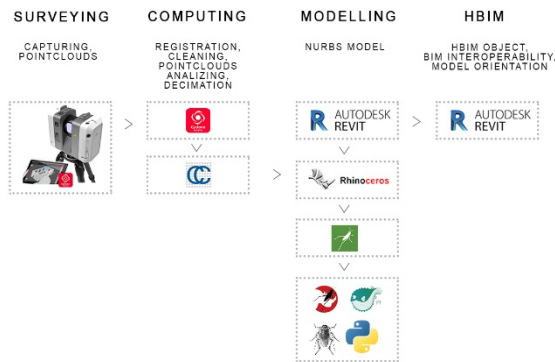 SURVEYING
CAPTURING,
POINTCLOUDS
COMPUTING
REGISTRATION,
CLEANING,
POINTCLOUDS
ANALIZING,
DECIMATION
Cyclone
MODELLING
NURBS MODEL
R AUTODESK
REVIT
Rhinoceros
HBIM
HBIM OBJECT,
BIM INTEROPERABILITY,
MODEL ORIENTATION
R AUTODESK
REVIT